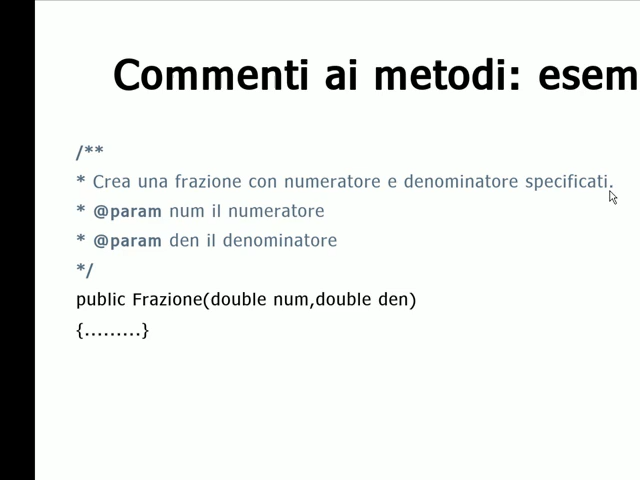 Commenti ai metodi: esem
/**
* Crea una frazione con numeratore e denominatore specificati.
* @param num il numeratore
* @param den il denominatore
*/
public Frazione(double num,double den)
{.........}